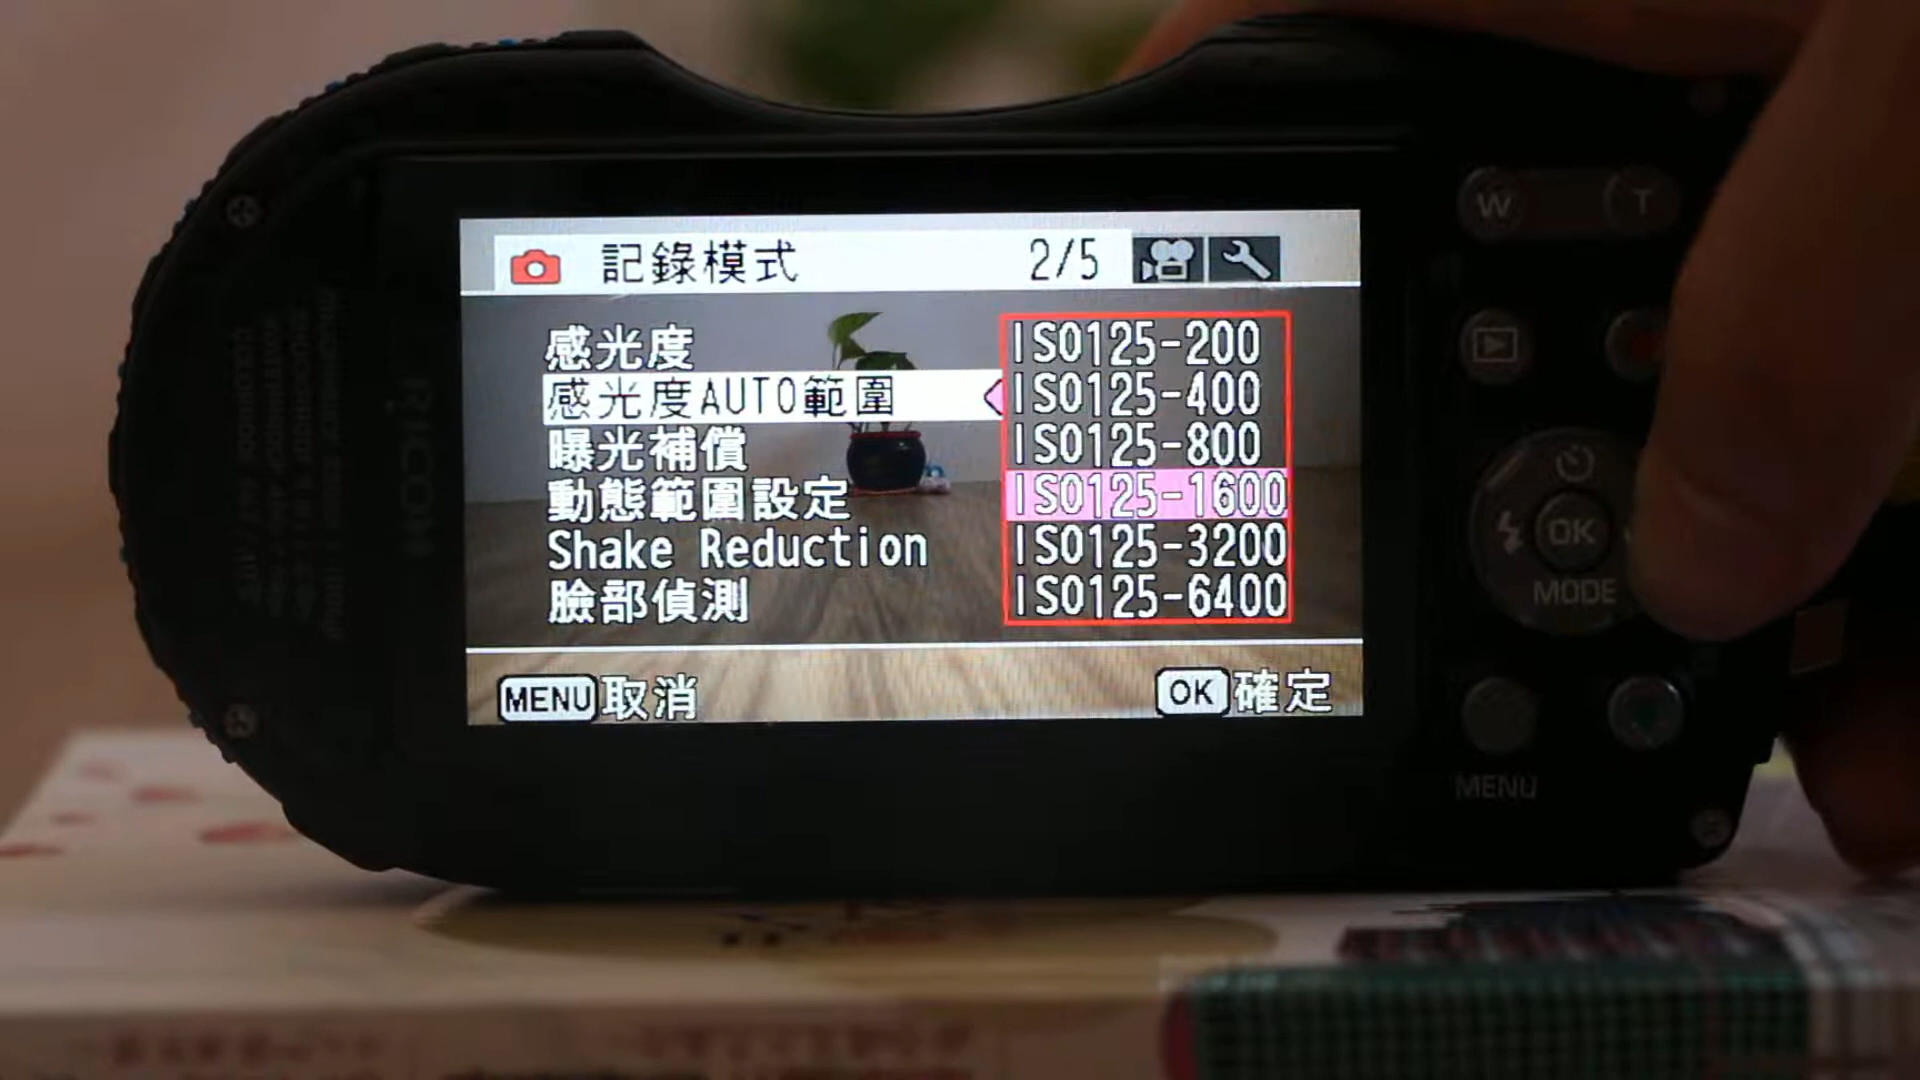 記錄模式 2/5
感光度
感光度AUTO範圍
曝光補償
動態範圍設定
Shake Reduction
臉部偵測
ISO125-200
ISO125-400
ISO125-800
ISO125-1600
ISO125-3200
ISO125-6400
MENU取消
OK確定
RICOH
W T
OK
MODE
MENU